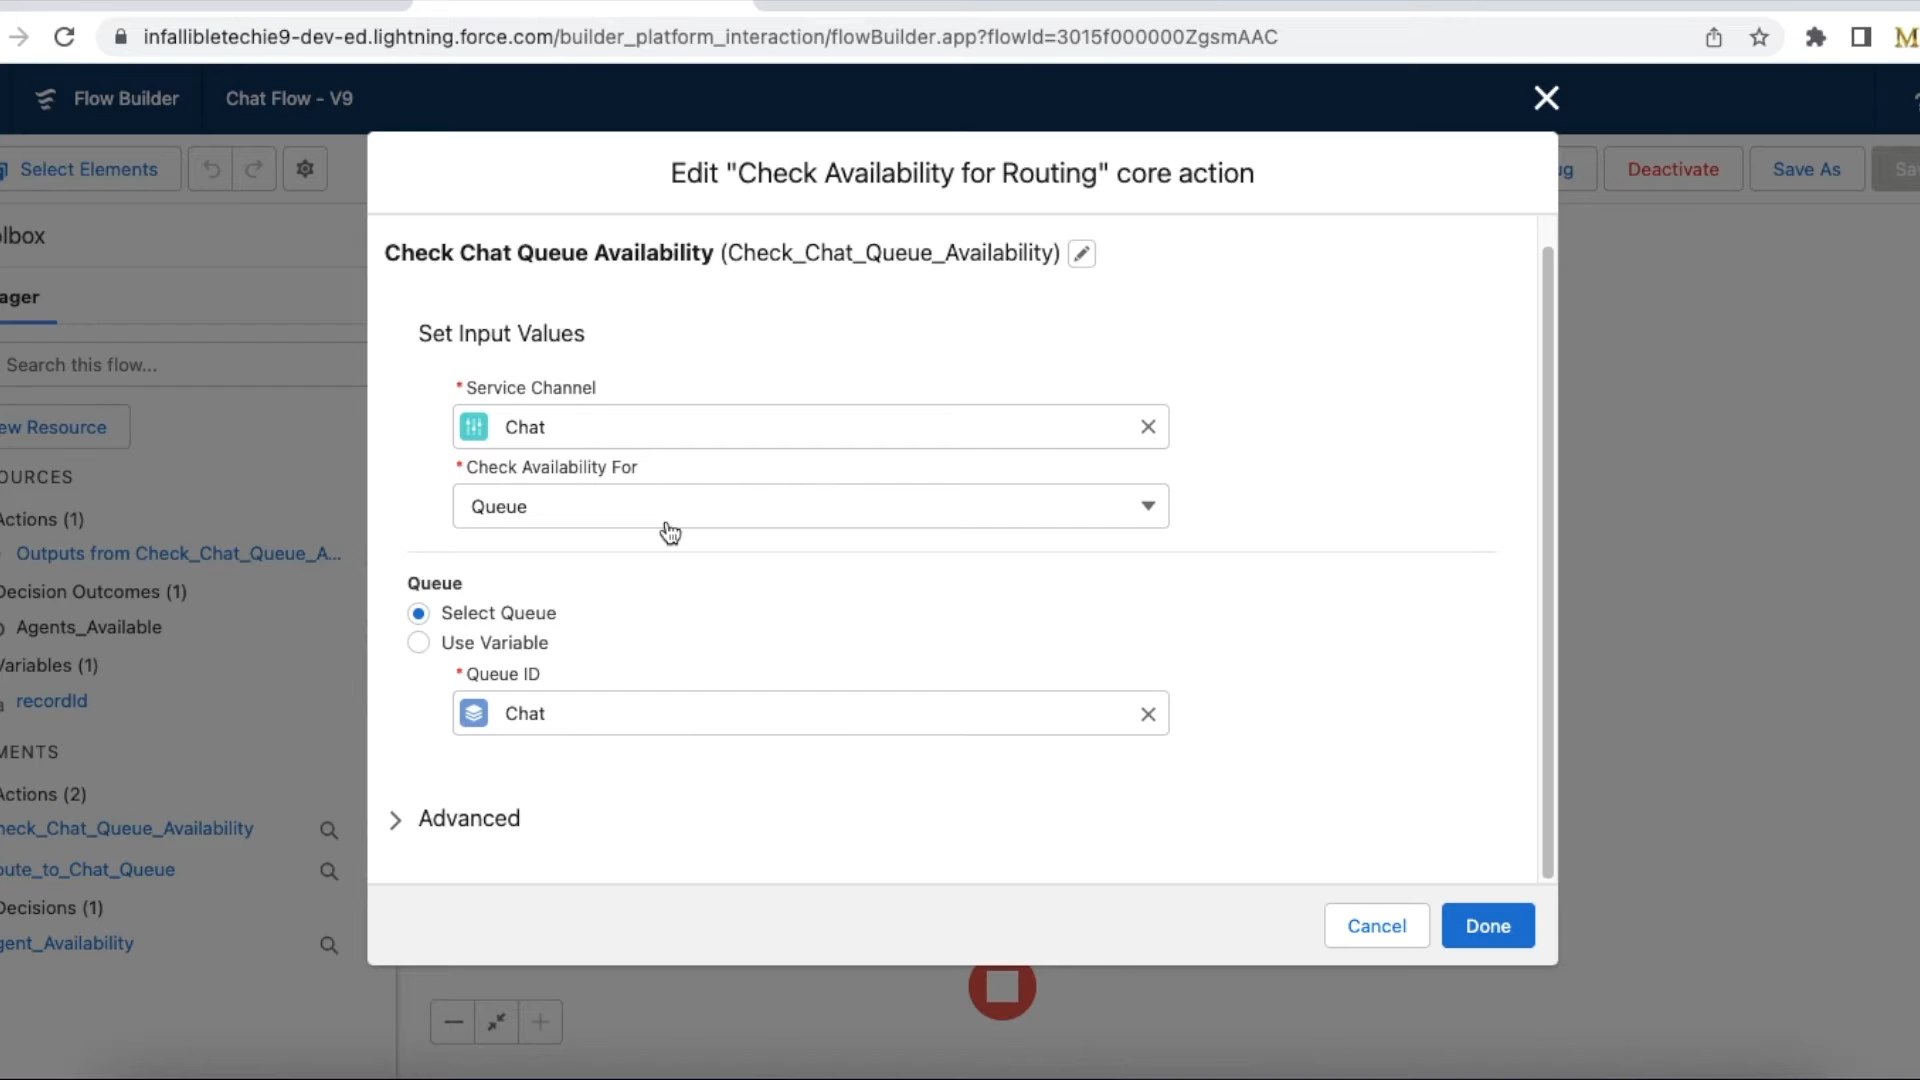 infallibletechie9-dev-ed.lightning.force.com/builder_platform_interaction/flowBuilder.app?flowId=3015f000000ZgsmAAC
M
Flow Builder
Chat Flow - V9
Select Elements
ug
Deactivate
Save As
Sav
Edit "Check Availability for Routing" core action
lbox
ager
Search this flow...
ew Resource
OURCES
Actions (1)
Outputs from Check_Chat_Queue_A...
Decision Outcomes (1)
Agents_Available
Variables (1)
recordId
MENTS
Actions (2)
heck_Chat_Queue_Availability
oute_to_Chat_Queue
Decisions (1)
gent_Availability
Check Chat Queue Availability (Check_Chat_Queue_Availability)
Set Input Values
* Service Channel
Chat
* Check Availability For
Queue
Queue
Select Queue
Use Variable
* Queue ID
Chat
Advanced
Cancel
Done